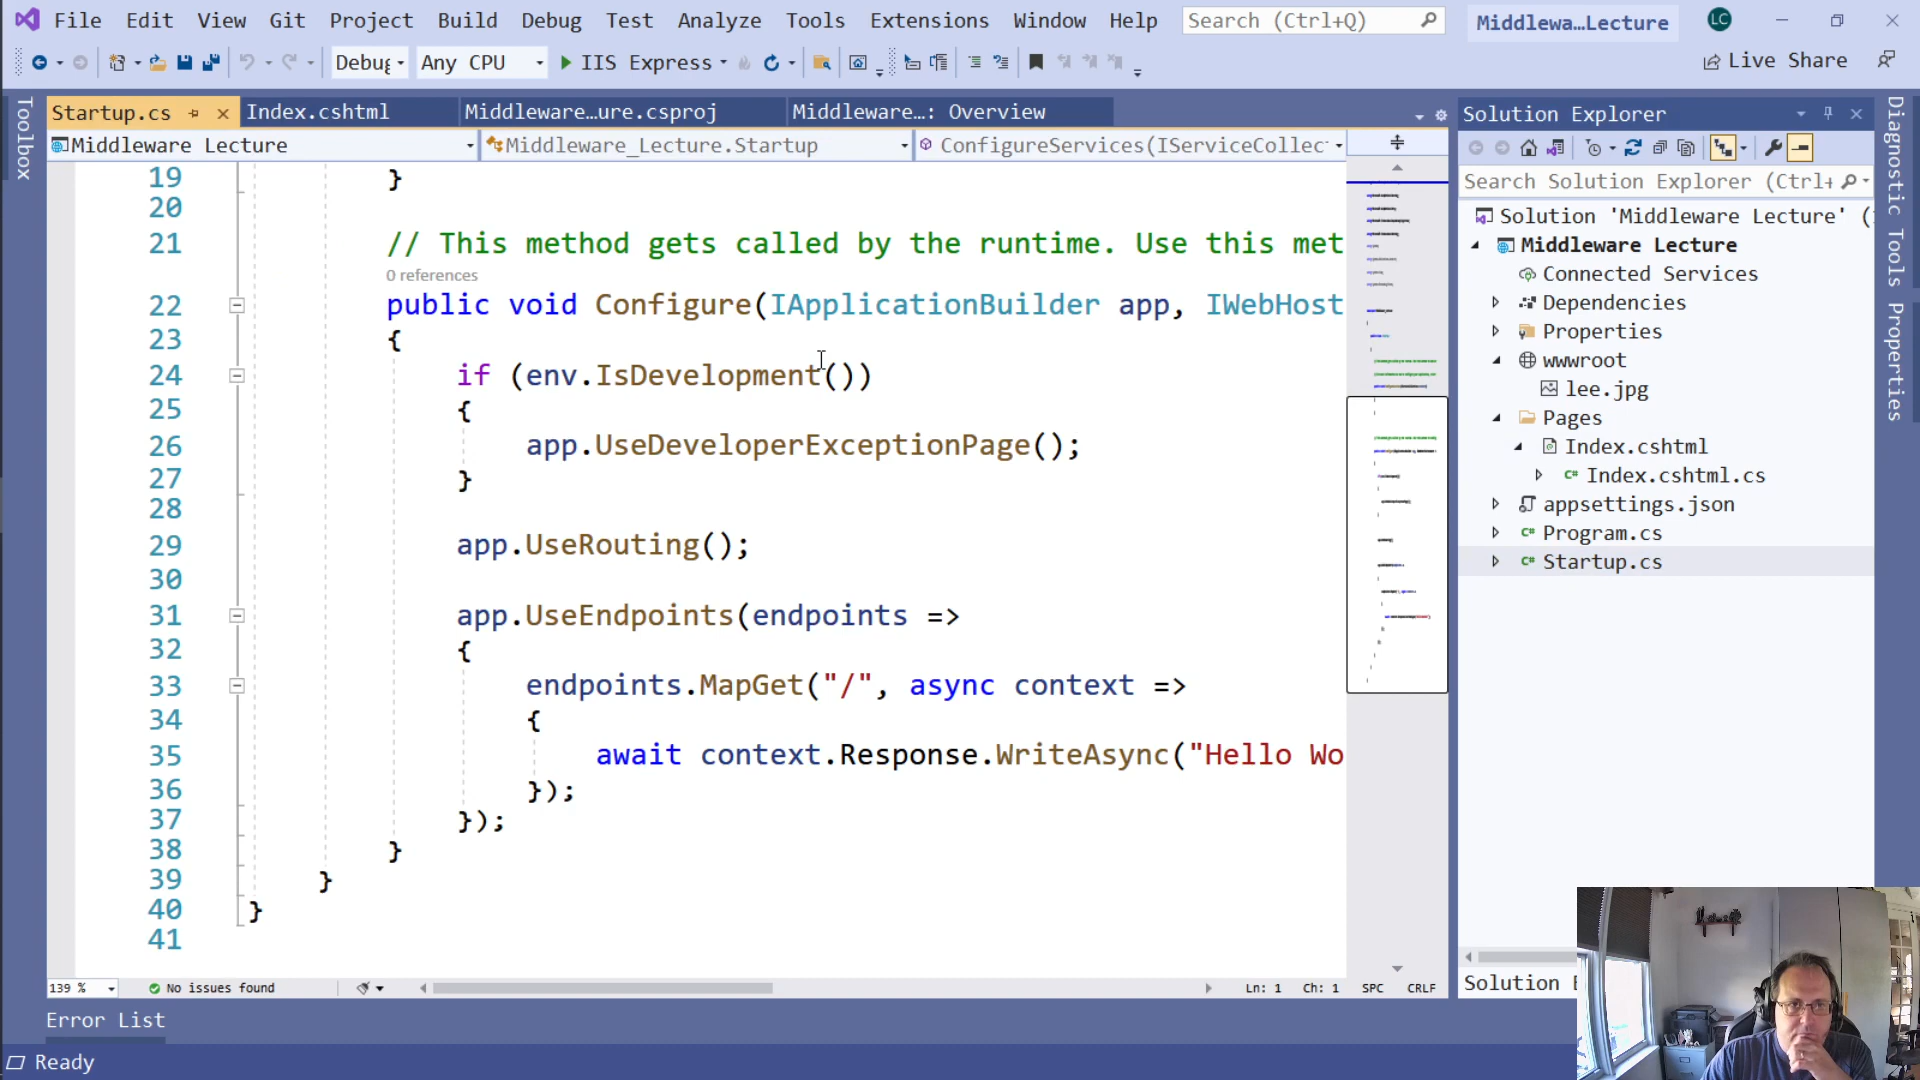 File Edit View Git Project Build Debug Test Analyze Tools Extensions Window Help Search (Ctrl+Q) Middlewa…Lecture LC
Debug Any CPU IIS Express Live Share
Toolbox
Startup.cs Index.cshtml Middleware…ure.csproj Middleware…: Overview
Middleware Lecture Middleware_Lecture.Startup ConfigureServices(IServiceCollec
19 }
20
21 // This method gets called by the runtime. Use this met
0 references
22 public void Configure(IApplicationBuilder app, IWebHost
23 {
24 if (env.IsDevelopment())
25 {
26 app.UseDeveloperExceptionPage();
27 }
28
29 app.UseRouting();
30
31 app.UseEndpoints(endpoints =>
32 {
33 endpoints.MapGet("/", async context =>
34 {
35 await context.Response.WriteAsync("Hello Wo
36 });
37 });
38 }
39 }
40 }
41
139 % No issues found Ln: 1 Ch: 1 SPC CRLF
Error List
Ready
Solution Explorer
Search Solution Explorer (Ctrl+
Solution 'Middleware Lecture' (
Middleware Lecture
Connected Services
Dependencies
Properties
wwwroot
lee.jpg
Pages
Index.cshtml
Index.cshtml.cs
appsettings.json
Program.cs
Startup.cs
Solution E
Diagnostic Tools
Properties